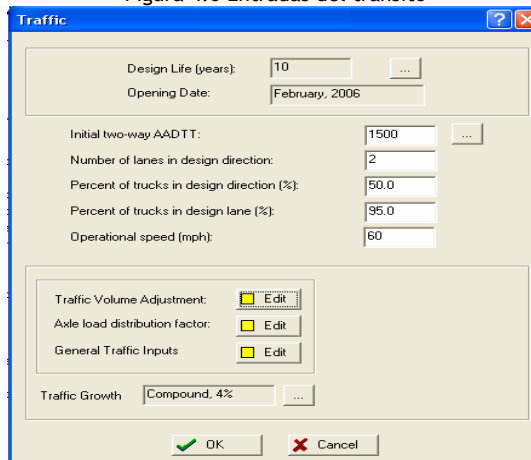 Traffic
Design Life (years): 10 ...
Opening Date: February, 2006
Initial two-way AADTT: 1500 ...
Number of lanes in design direction: 2
Percent of trucks in design direction (%): 50.0
Percent of trucks in design lane (%): 95.0
Operational speed (mph): 60
Traffic Volume Adjustment: Edit
Axle load distribution factor: Edit
General Traffic Inputs Edit
Traffic Growth Compound, 4% ...
OK Cancel